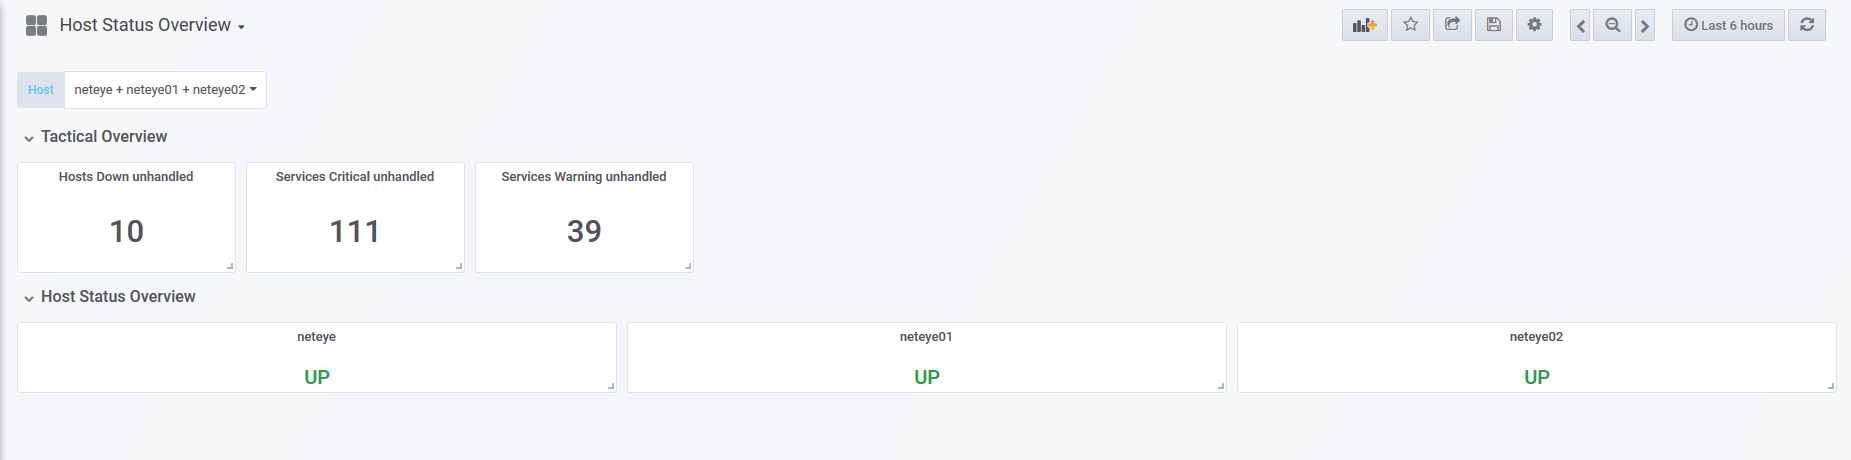 Host Status Overview
Last 6 hours
Host
neteye + neteye01 + neteye02
Tactical Overview
Hosts Down unhandled
10
Services Critical unhandled
111
Services Warning unhandled
39
Host Status Overview
neteye
UP
neteye01
UP
neteye02
UP